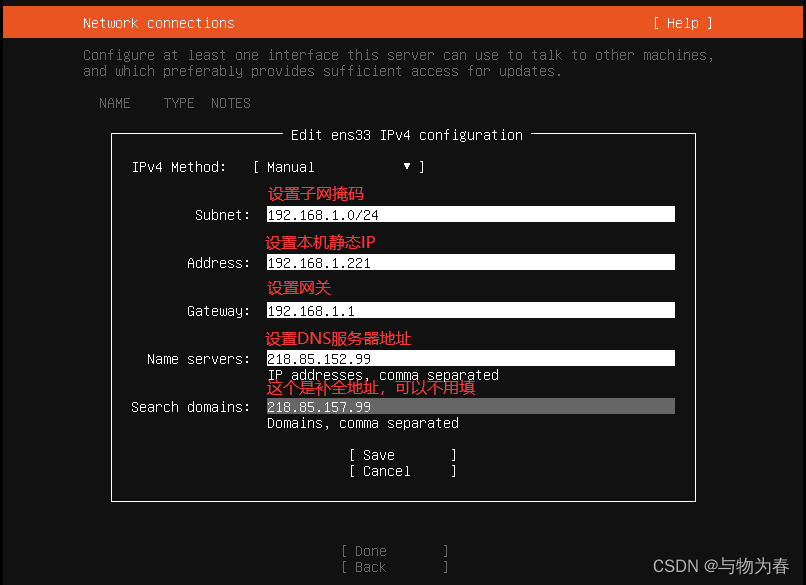 Network connections [ Help ]
Configure at least one interface this server can use to talk to other machines,
and which preferably provides sufficient access for updates.
NAME TYPE NOTES
Edit ens33 IPv4 configuration
IPv4 Method: [ Manual ▼ ]
设置子网掩码
Subnet: 192.168.1.0/24
设置本机静态IP
Address: 192.168.1.221
设置网关
Gateway: 192.168.1.1
设置DNS服务器地址
Name servers: 218.85.152.99
IP addresses, comma separated
这个是补全地址，可以不用填
Search domains: 218.85.157.99
Domains, comma separated
[ Save ]
[ Cancel ]
[ Done ]
[ Back ]
CSDN @与物为春